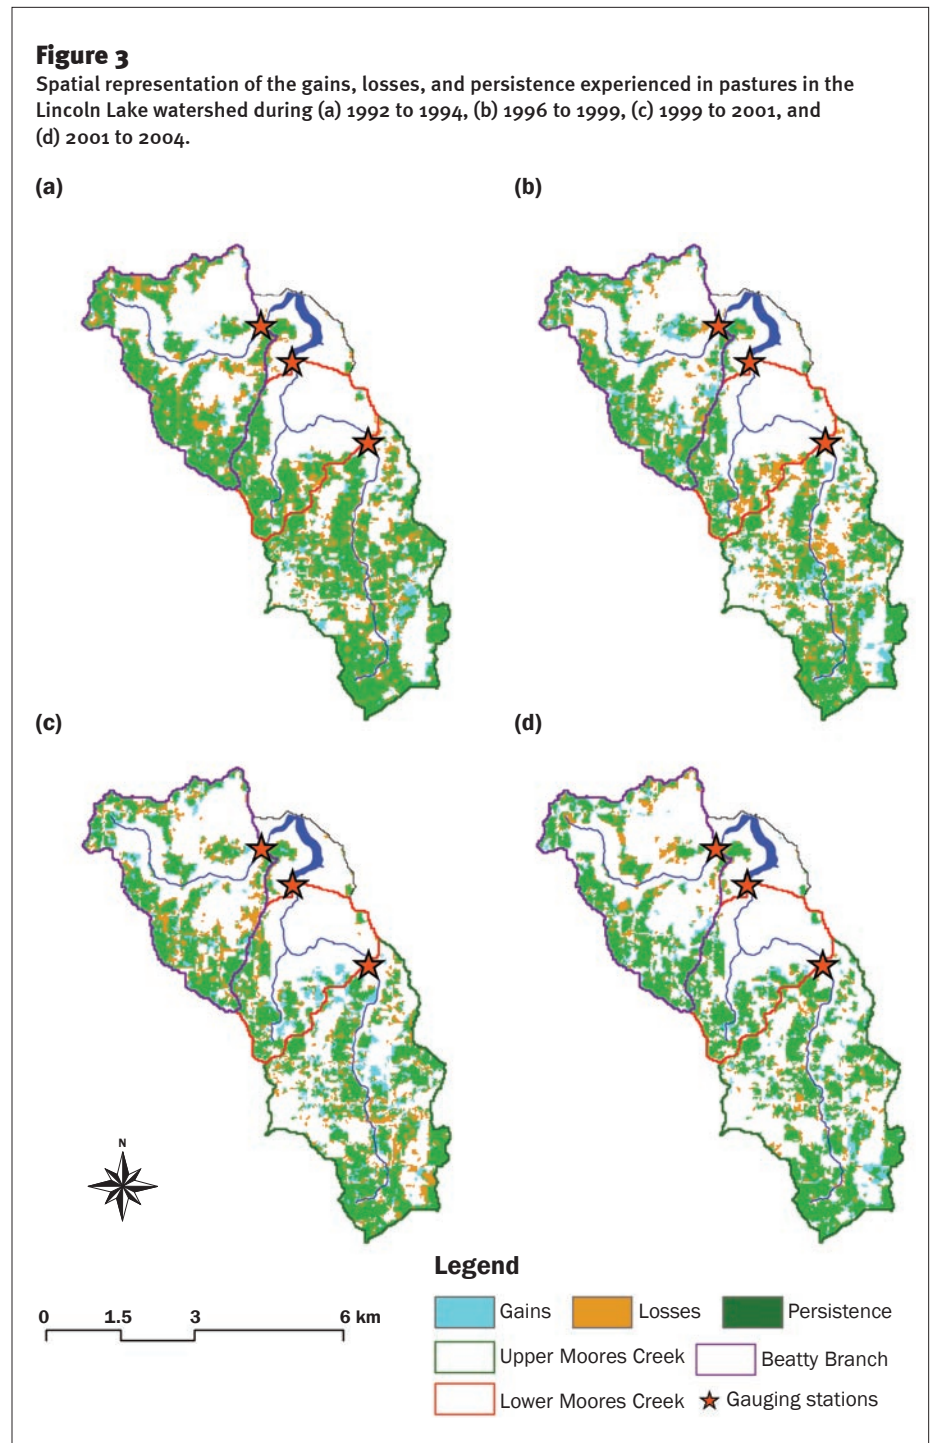 Figure 3
Spatial representation of the gains, losses, and persistence experienced in pastures in the
Lincoln Lake watershed during (a) 1992 to 1994, (b) 1996 to 1999, (c) 1999 to 2001, and
(d) 2001 to 2004.
(a)
(b)
(c)
(d)
N
0 1.5 3 6 km
Legend
Gains Losses Persistence
Upper Moores Creek Beatty Branch
Lower Moores Creek Gauging stations